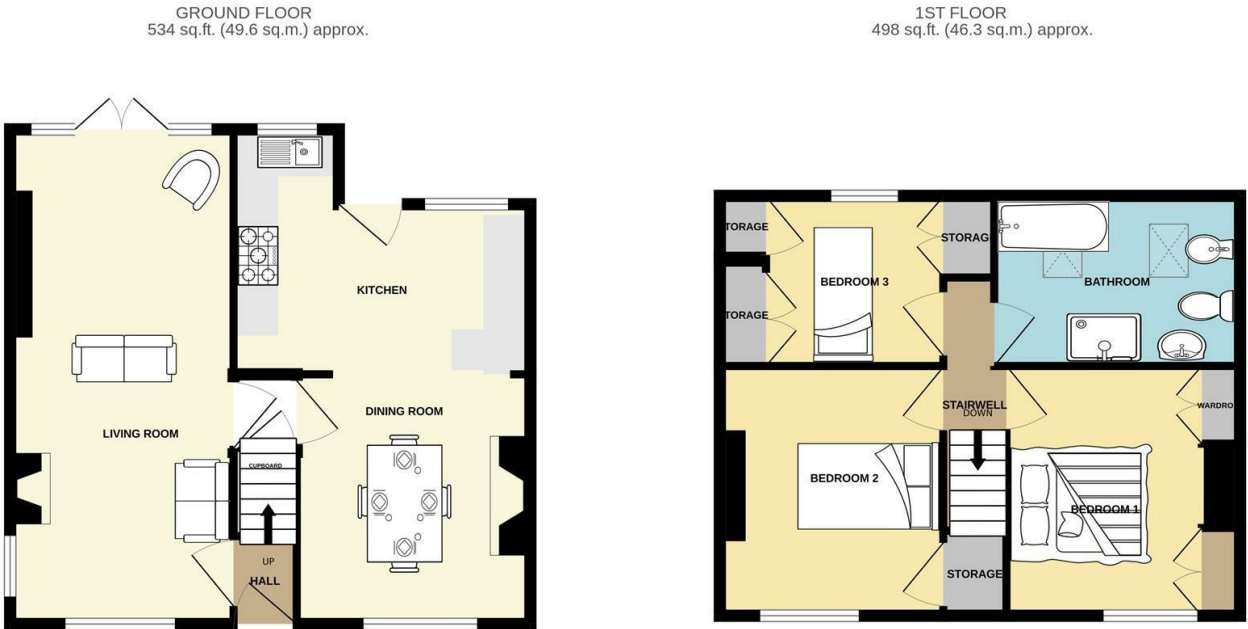 GROUND FLOOR
534 sq.ft. (49.6 sq.m.) approx.
KITCHEN
DINING ROOM
LIVING ROOM
CUPBOARD
UP
HALL
1ST FLOOR
498 sq.ft. (46.3 sq.m.) approx.
TORAGE
STORAG
BEDROOM 3
BATHROOM
TORAGE
STAIRWELL
DOWN
WARDRO
BEDROOM 2
BEDROOM 1
STORAGE